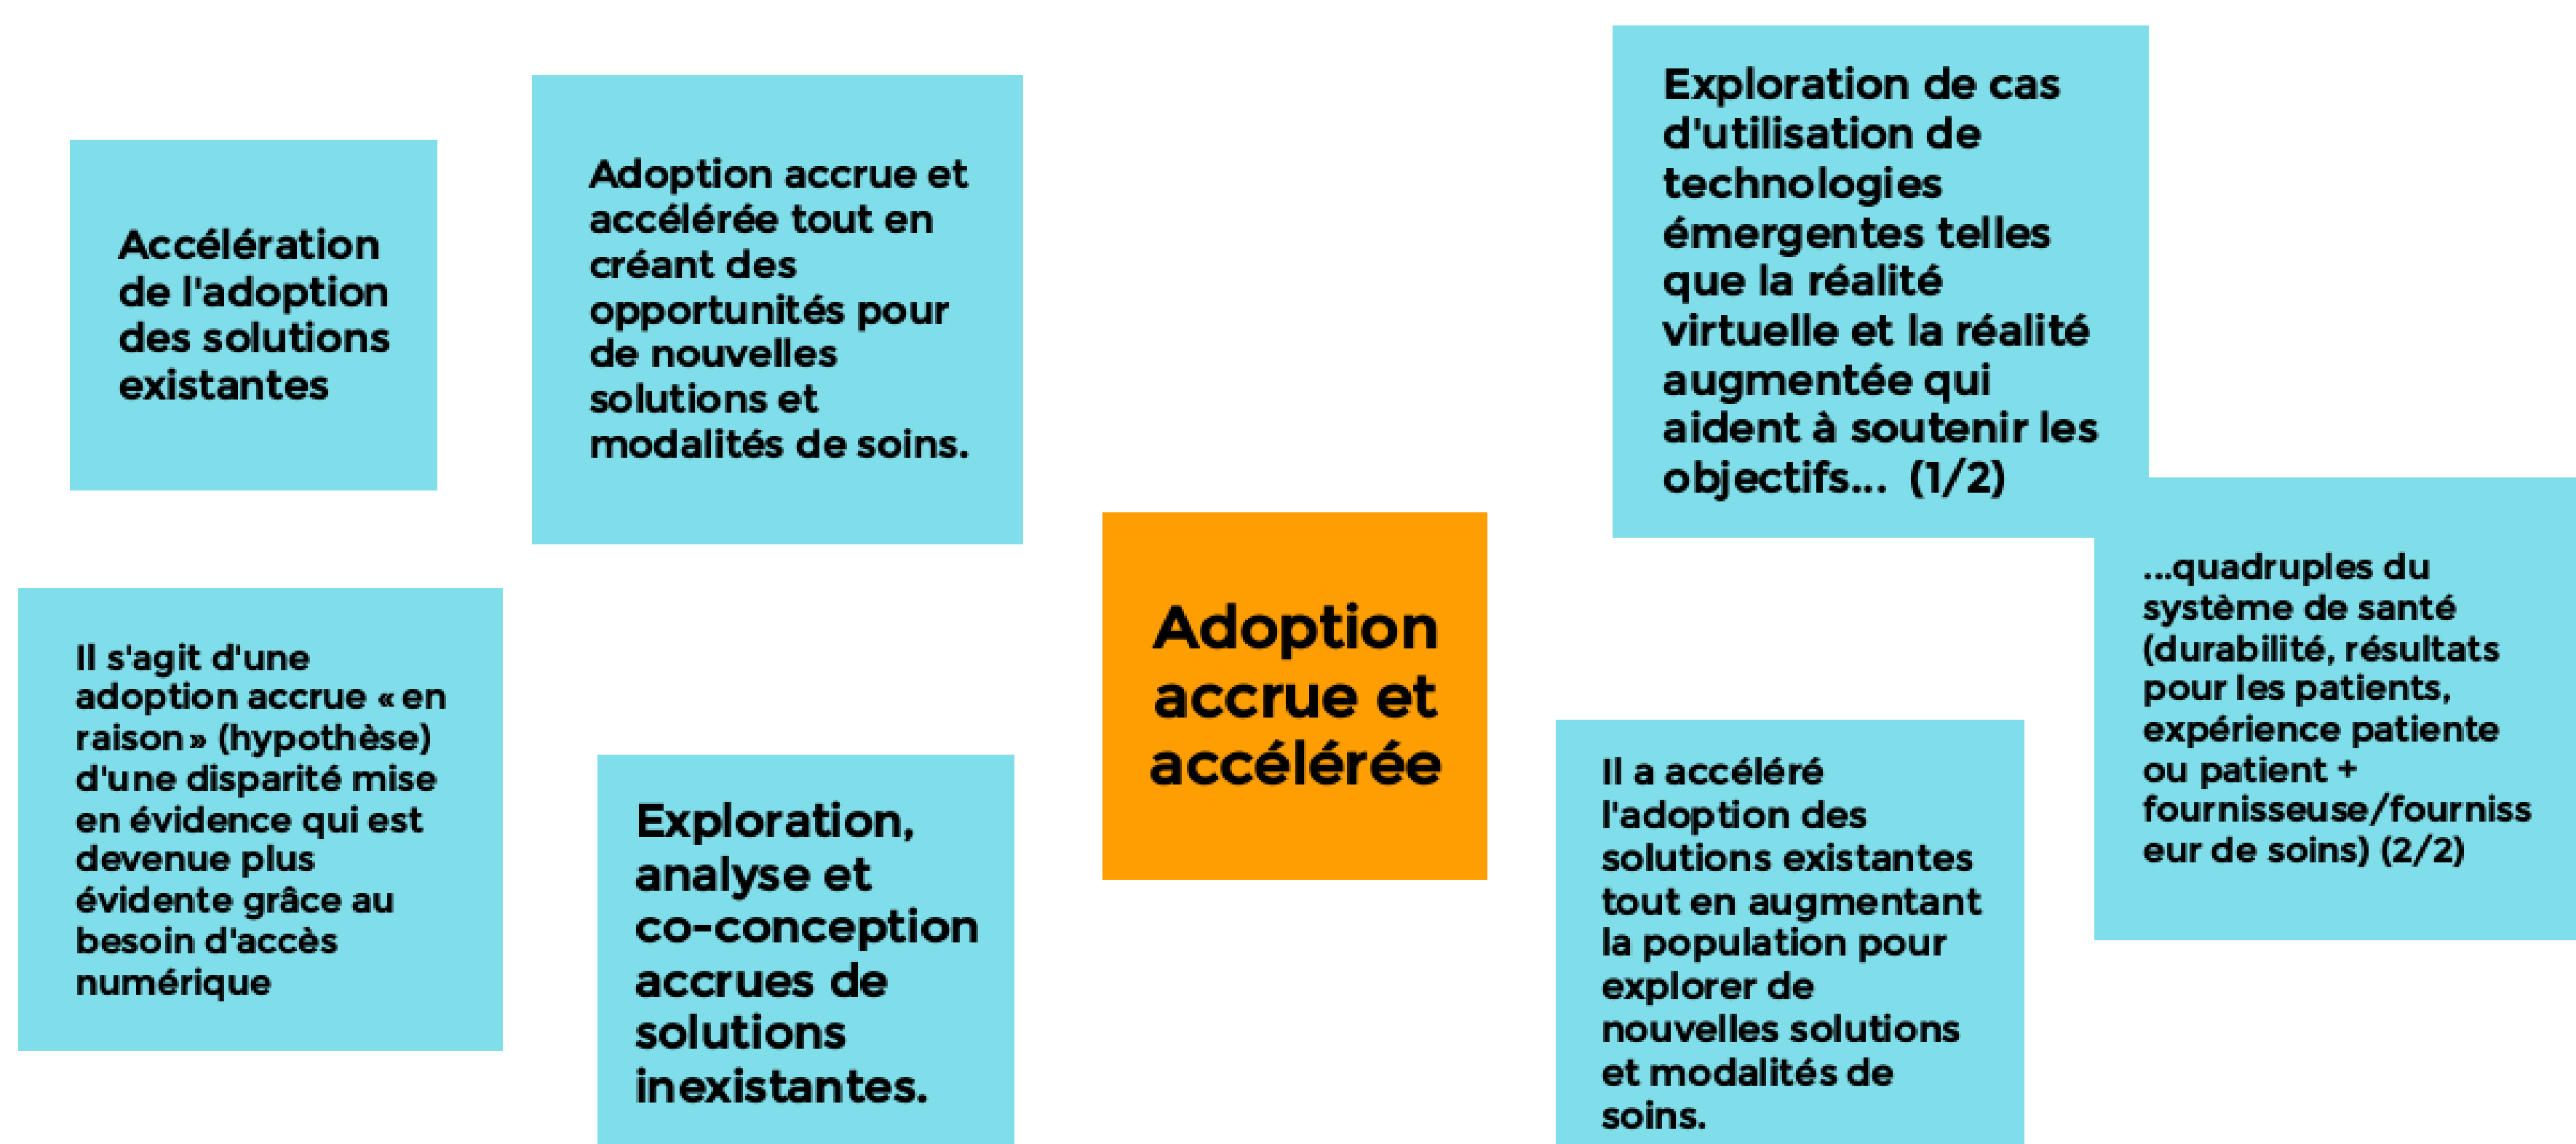 Accélération
de l'adoption
des solutions
existantes
Adoption accrue et
accélérée tout en
créant des
opportunités pour
de nouvelles
solutions et
modalités de soins.
Exploration de cas
d'utilisation de
technologies
émergentes telles
que la réalité
virtuelle et la réalité
augmentée qui
aident à soutenir les
objectifs... (1/2)
...quadruples du
système de santé
(durabilité, résultats
pour les patients,
expérience patiente
ou patient +
fournisseuse/fourniss
eur de soins) (2/2)
Adoption
accrue et
accélérée
Il s'agit d'une
adoption accrue « en
raison » (hypothèse)
d'une disparité mise
en évidence qui est
devenue plus
évidente grâce au
besoin d'accès
numérique
Exploration,
analyse et
co-conception
accrues de
solutions
inexistantes.
Il a accéléré
l'adoption des
solutions existantes
tout en augmentant
la population pour
explorer de
nouvelles solutions
et modalités de
soins.